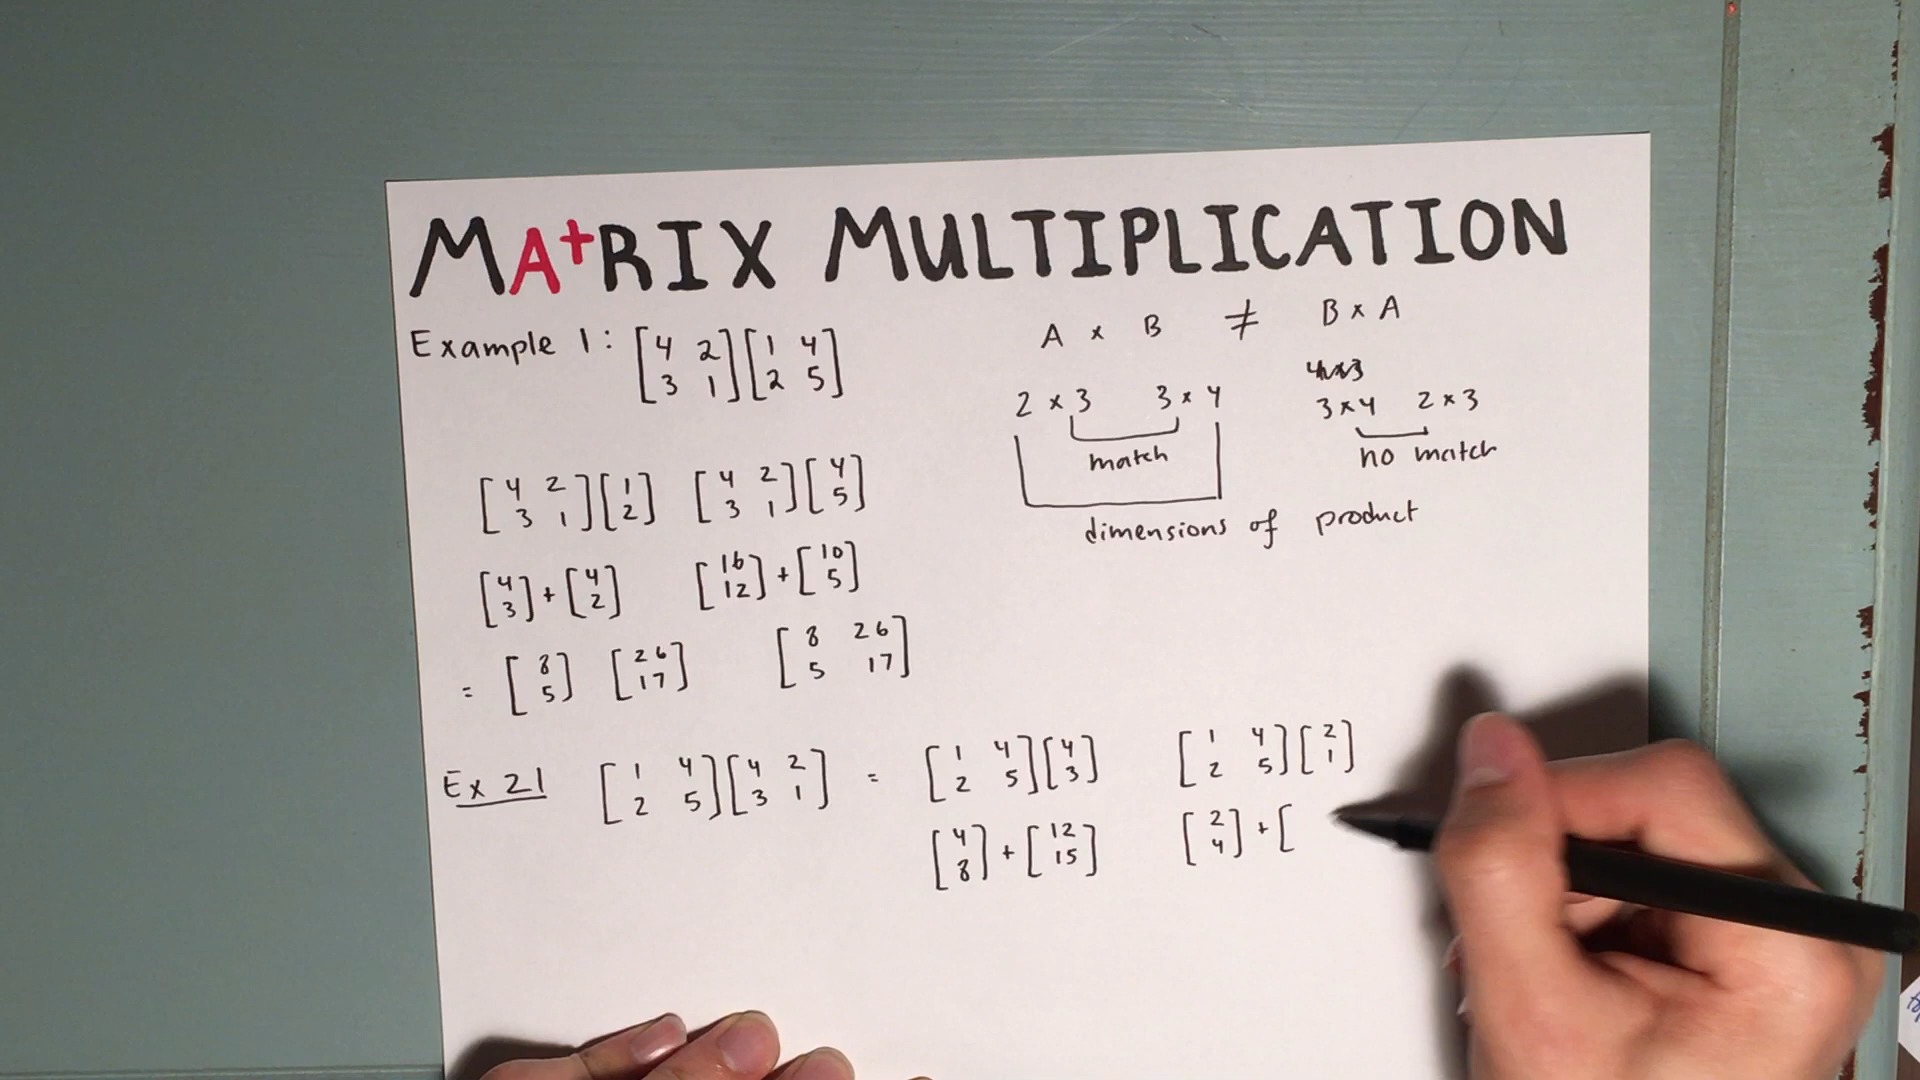 MA+RIX MULTIPLICATION
Example 1: [4 2 [1 4
3 1] 2 5]
A × B ≠ B × A
2 × 3 3 × 4 3×4 2×3
match no match
dimensions of product
[4 2 [1 [4 2 [4
3 1] 2] 3 1] 5]
[4 + [4 [16 + [10
3] 2] 12] 5]
= [8 [26 [8 26
5] 17] 5 17]
Ex 2| [1 4 [4 2 = [1 4 [4 [1 4 [2
2 5] 3 1] 2 5] 3] 2 5] 1]
[4 + [12 [2 + [
8] 15] 4]